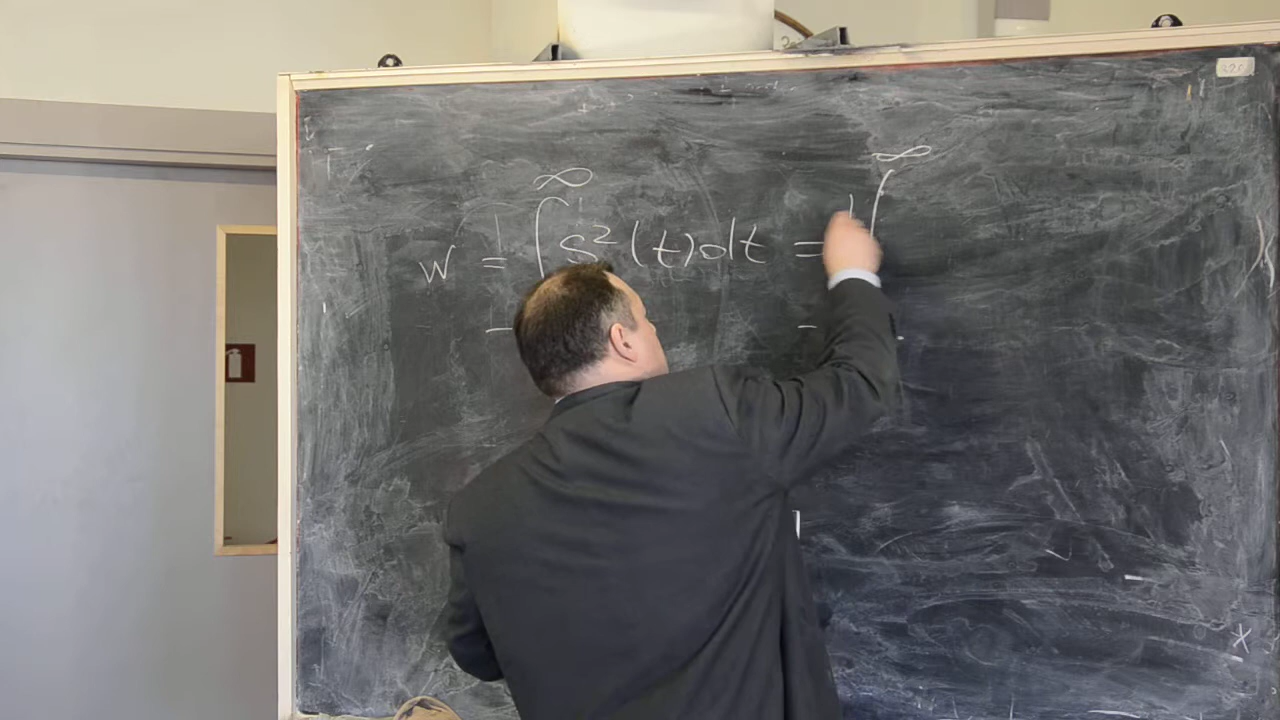 ∞ ∞
W = ∫ S² (t) dt = ∫